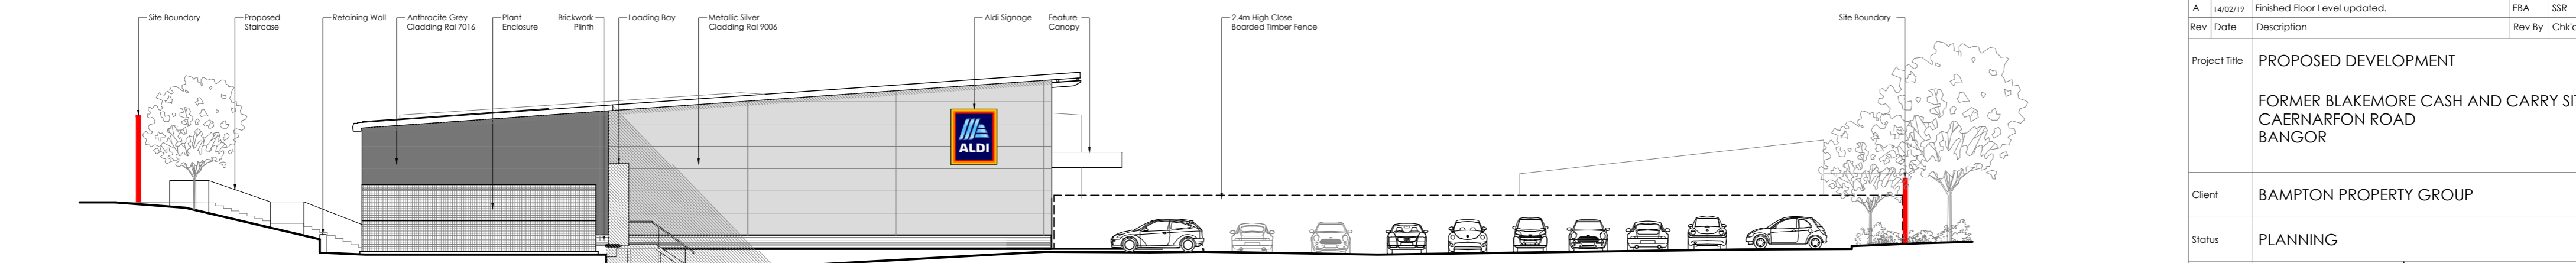 Site Boundary
Proposed
Staircase
Retaining Wall
Anthracite Grey
Cladding Ral 7016
Plant
Enclosure
Brickwork
Plinth
Loading Bay
Metallic Silver
Cladding Ral 9006
Aldi Signage
Feature
Canopy
2.4m High Close
Boarded Timber Fence
Site Boundary
ALDI
A 14/02/19 Finished Floor Level updated. EBA SSR
Rev Date Description Rev By Chk'd
Project Title PROPOSED DEVELOPMENT
FORMER BLAKEMORE CASH AND CARRY
CAERNARFON ROAD
BANGOR
Client BAMPTON PROPERTY GROUP
Status PLANNING